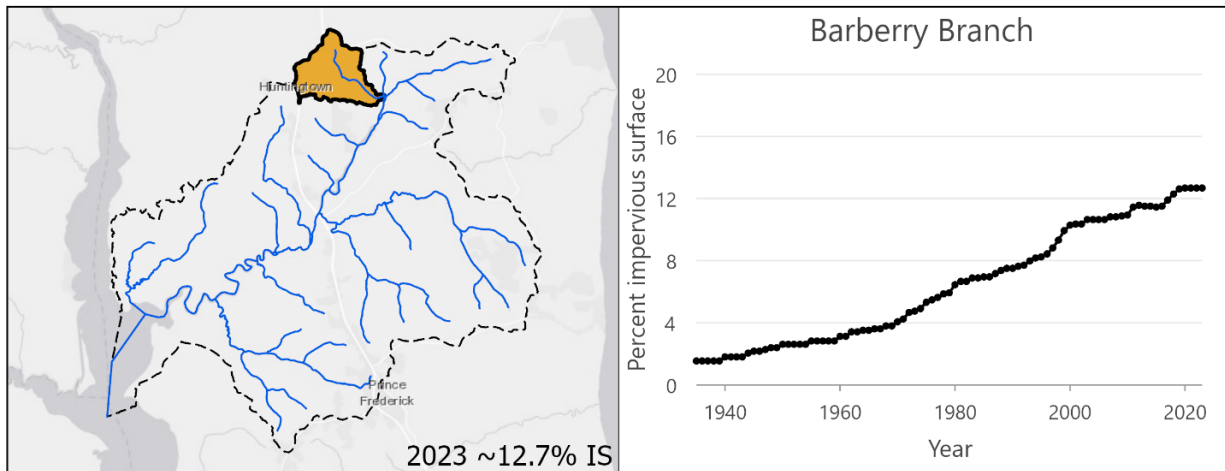 Huntingtown
Prince
Frederick
2023 ~12.7% IS
Barberry Branch
Percent impervious surface
20
16
12
8
4
0
1940 1960 1980 2000 2020
Year